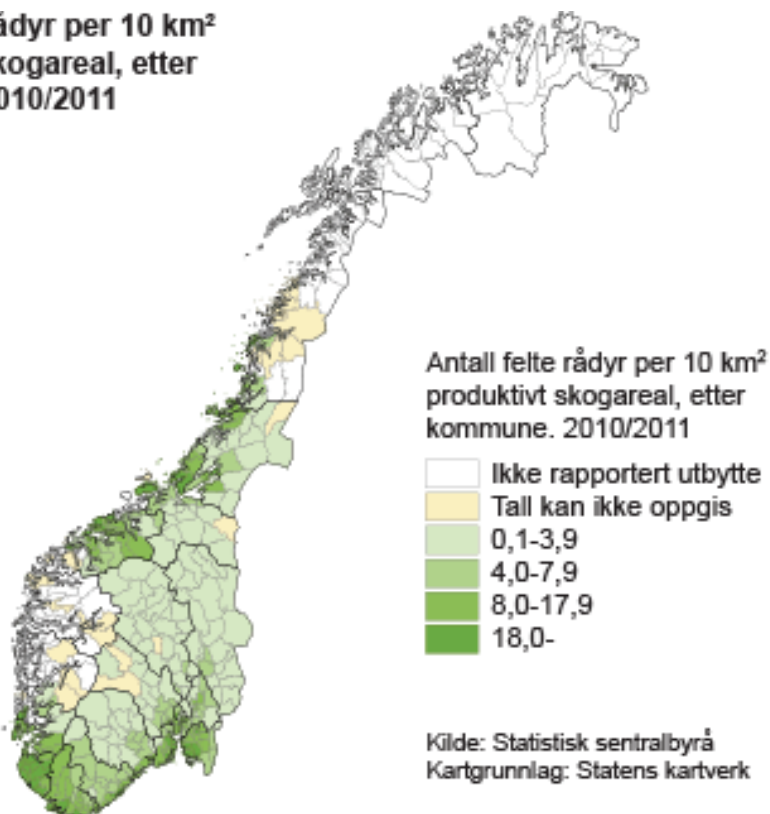 ådyr per 10 km²
kogareal, etter
010/2011
Antall felte rådyr per 10 km²
produktivt skogareal, etter
kommune. 2010/2011
Ikke rapportert utbytte
Tall kan ikke oppgis
0,1-3,9
4,0-7,9
8,0-17,9
18,0-
Kilde: Statistisk sentralbyrå
Kartgrunnlag: Statens kartverk